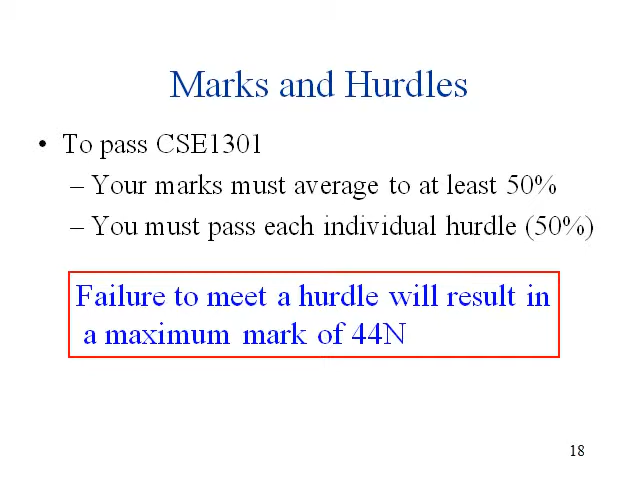 Marks and Hurdles
• To pass CSE1301
– Your marks must average to at least 50%
– You must pass each individual hurdle (50%)
Failure to meet a hurdle will result in
a maximum mark of 44N
18